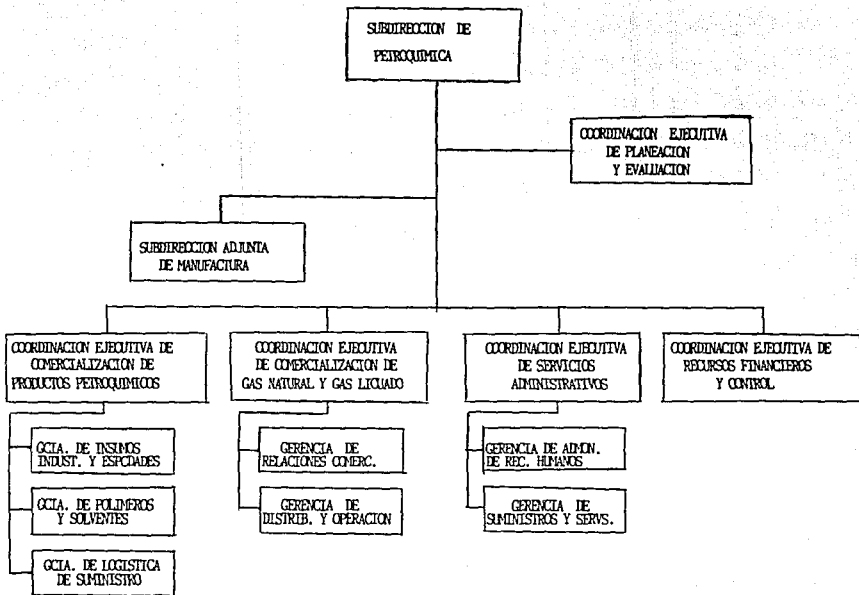 SUBDIRECCION DE
PETROQUIMICA
COORDINACION EJECUTIVA
DE PLANEACION
Y EVALUACION
SUBDIRECCION ADJUNTA
DE MANUFACTURA
COORDINACION EJECUTIVA DE
COMERCIALIZACION DE
PRODUCTOS PETROQUIMICOS
COORDINACION EJECUTIVA
DE COMERCIALIZACION DE
GAS NATURAL Y GAS LICUADO
COORDINACION EJECUTIVA
DE SERVICIOS
ADMINISTRATIVOS
COORDINACION EJECUTIVA DE
RECURSOS FINANCIEROS
Y CONTROL
GCIA. DE INSUMOS
INDUST. Y ESPCDADES
GCIA. DE POLIMEROS
Y SOLVENTES
GCIA. DE LOGISTICA
DE SUMINISTRO
GERENCIA DE
RELACIONES COMERC.
GERENCIA DE
DISTRIB. Y OPERACION
GERENCIA DE ADMON.
DE REC. HUMANOS
GERENCIA DE
SUMINISTROS Y SERVS.